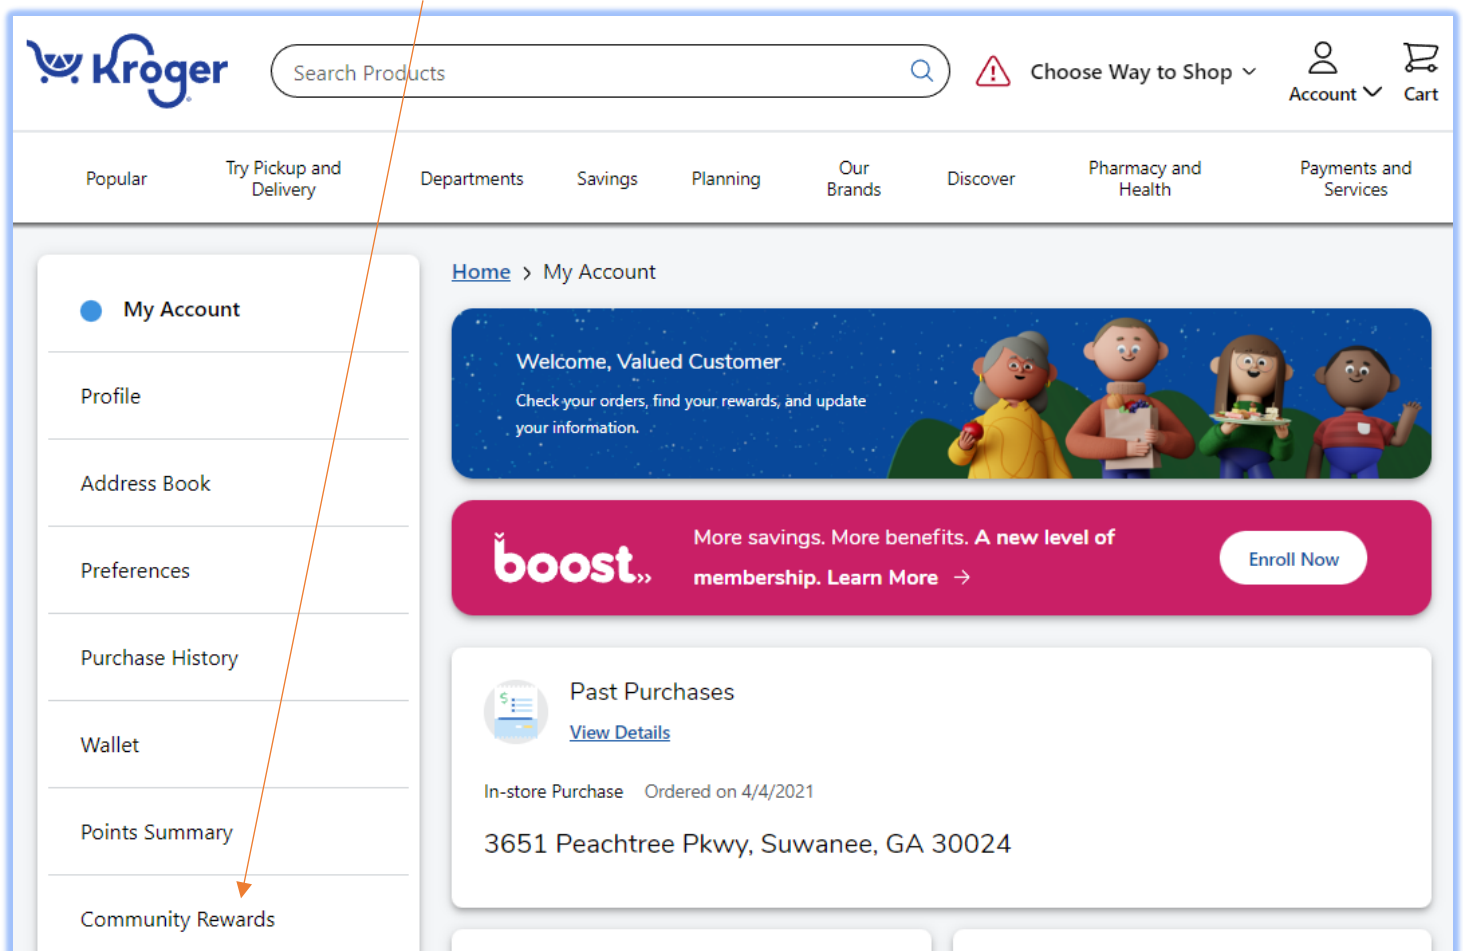 Kroger
Search Products
Choose Way to Shop
Account
Cart
Popular
Try Pickup and
Delivery
Departments
Savings
Planning
Our
Brands
Discover
Pharmacy and
Health
Payments and
Services
My Account
Profile
Address Book
Preferences
Purchase History
Wallet
Points Summary
Community Rewards
Home > My Account
Welcome, Valued Customer
Check your orders, find your rewards, and update
your information.
boost
More savings. More benefits. A new level of
membership. Learn More →
Enroll Now
Past Purchases
View Details
In-store Purchase Ordered on 4/4/2021
3651 Peachtree Pkwy, Suwanee, GA 30024